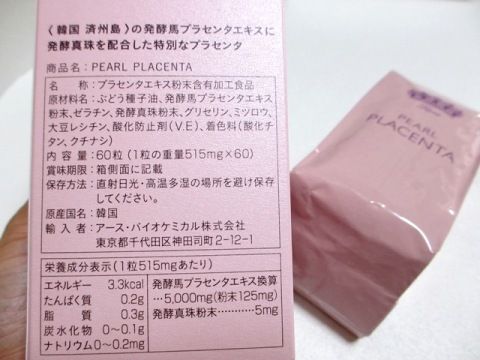 〈韓国 済州島〉の発酵馬プラセンタエキスに
発酵真珠を配合した特別なプラセンタ
商品名：PEARL PLACENTA
名 称：プラセンタエキス粉末含有加工食品
原材料名：ぶどう種子油、発酵馬プラセンタエキス
粉末、ゼラチン、発酵真珠粉末、グリセリン、ミツロウ、
大豆レシチン、酸化防止剤（V.E）、着色料（酸化チ
タン、クチナシ）
内 容 量：60粒（1粒の重量515mg×60）
賞味期限：箱側面に記載
保存方法：直射日光・高温多湿の場所を避け保存
してください。
原産国名：韓国
輸 入 者：アース・バイオケミカル株式会社
東京都千代田区神田司町2-12-1
栄養成分表示（1粒515mgあたり）
エネルギー 3.3kcal
たんぱく質 0.2g
脂 質 0.3g
炭水化物 0〜0.1g
ナトリウム 0〜0.2mg
発酵馬プラセンタエキス換算
…5,000mg（粉末125mg）
発酵真珠粉末…………5mg
PEARL
PLACENTA